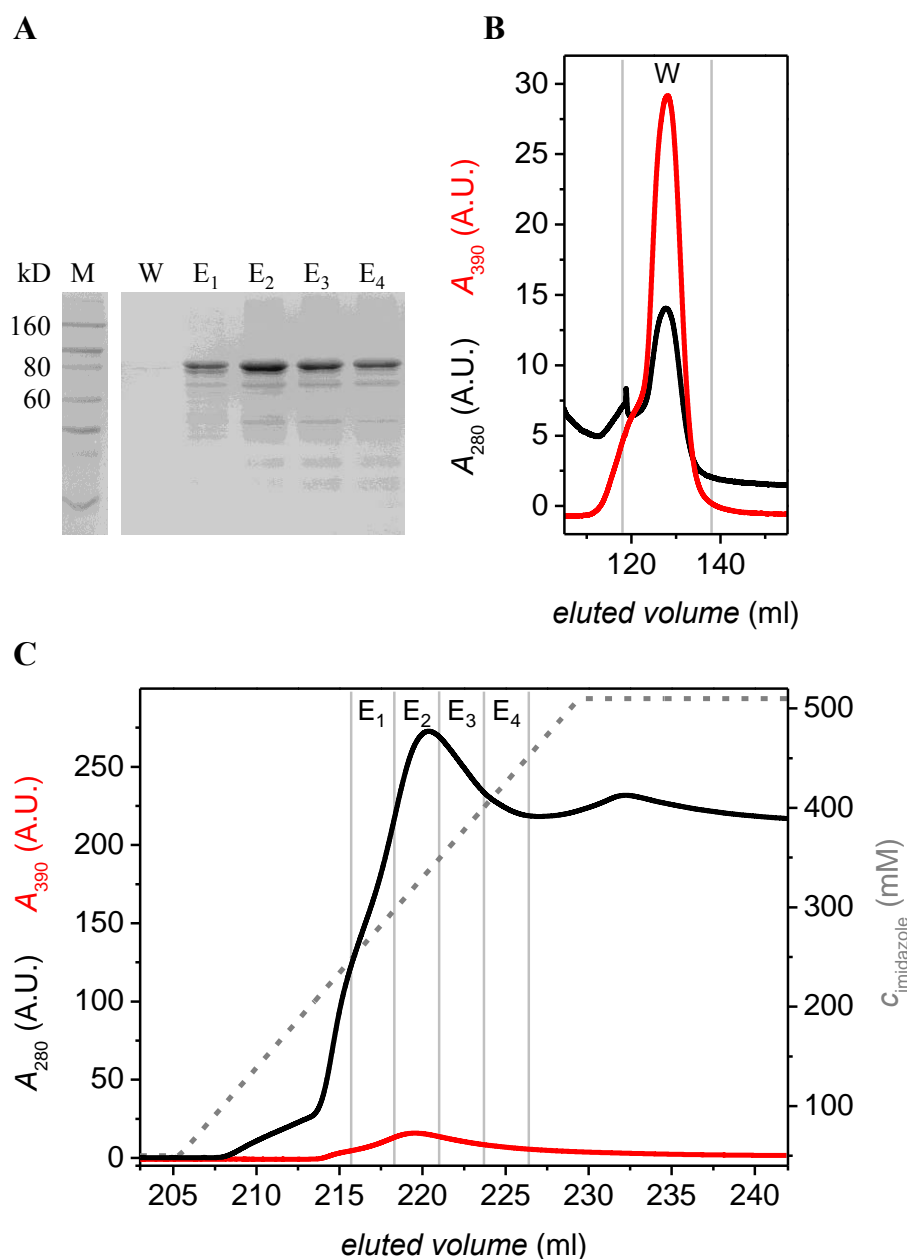 A
kD M W E₁ E₂ E₃ E₄
160
80
60
B
W
30
25
20
15
10
5
0
A₃₉₀ (A.U.)
A₂₈₀ (A.U.)
120 140
eluted volume (ml)
C
E₁ E₂ E₃ E₄
250
200
150
100
50
0
A₃₉₀ (A.U.)
A₂₈₀ (A.U.)
500
400
300
200
100
c imidazole (mM)
205 210 215 220 225 230 235 240
eluted volume (ml)